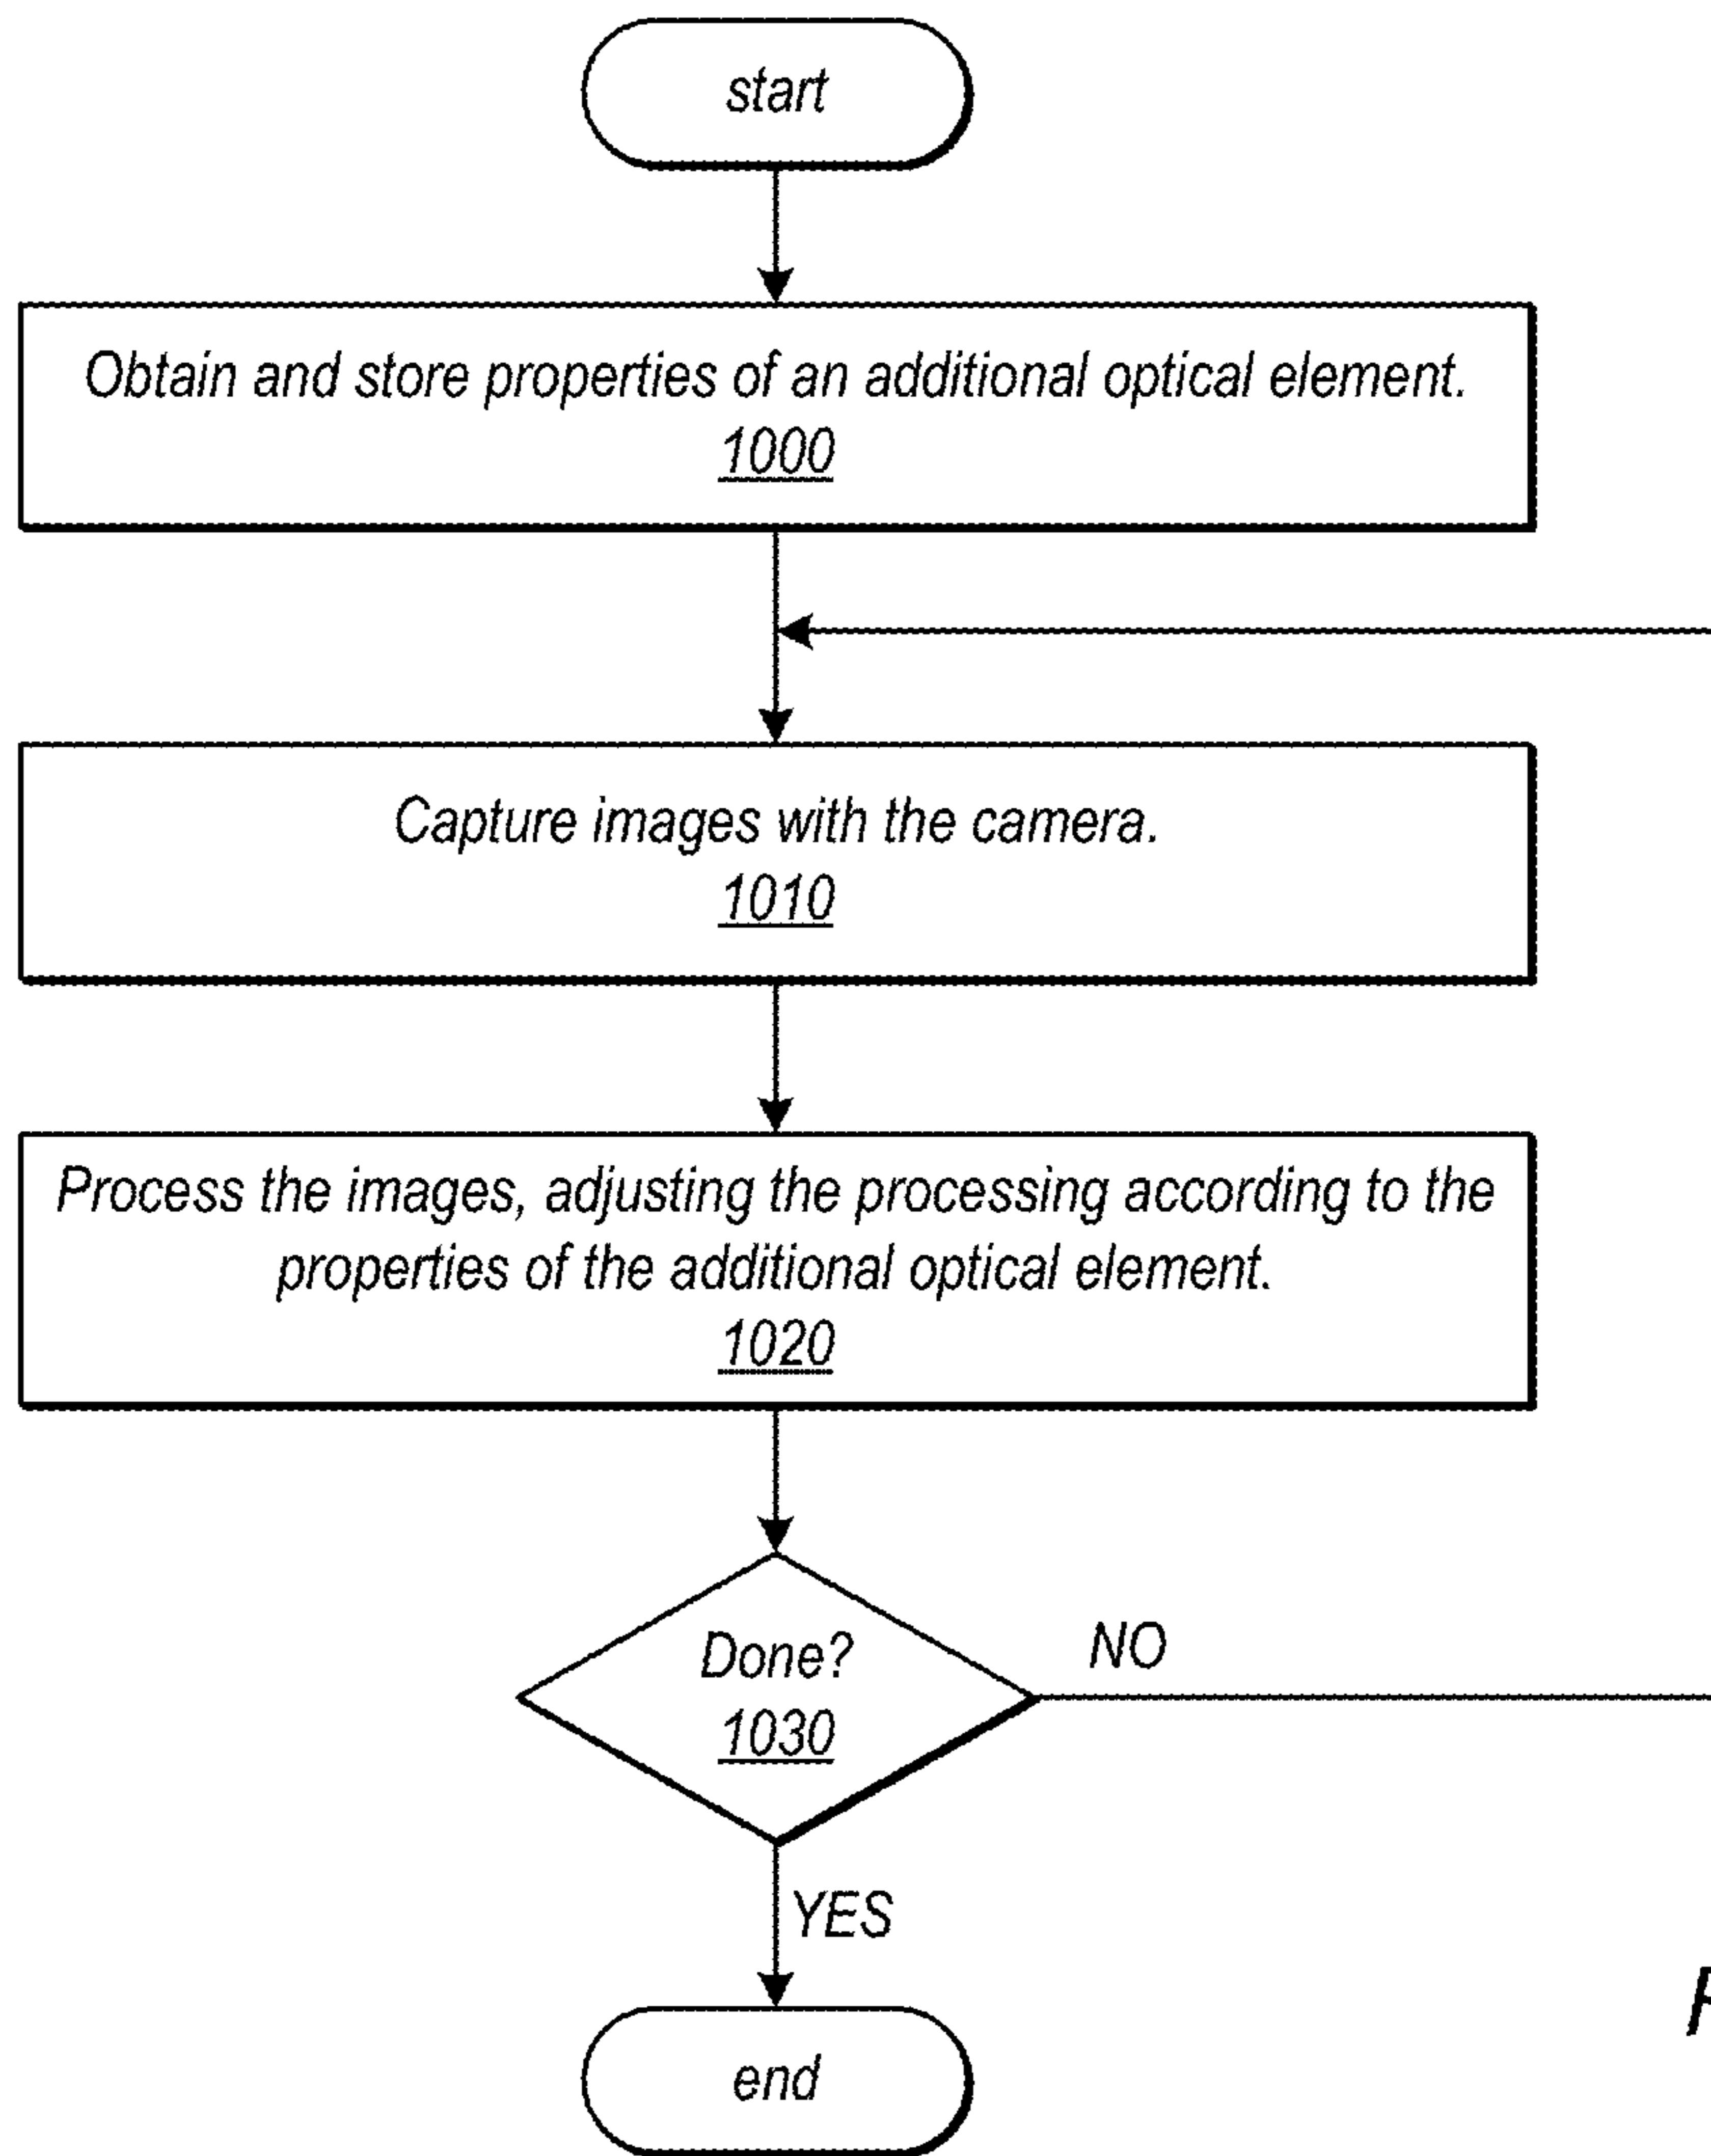 start
Obtain and store properties of an additional optical element.
1000
Capture images with the camera.
1010
Process the images, adjusting the processing according to the
properties of the additional optical element.
1020
Done?
1030
NO
YES
end